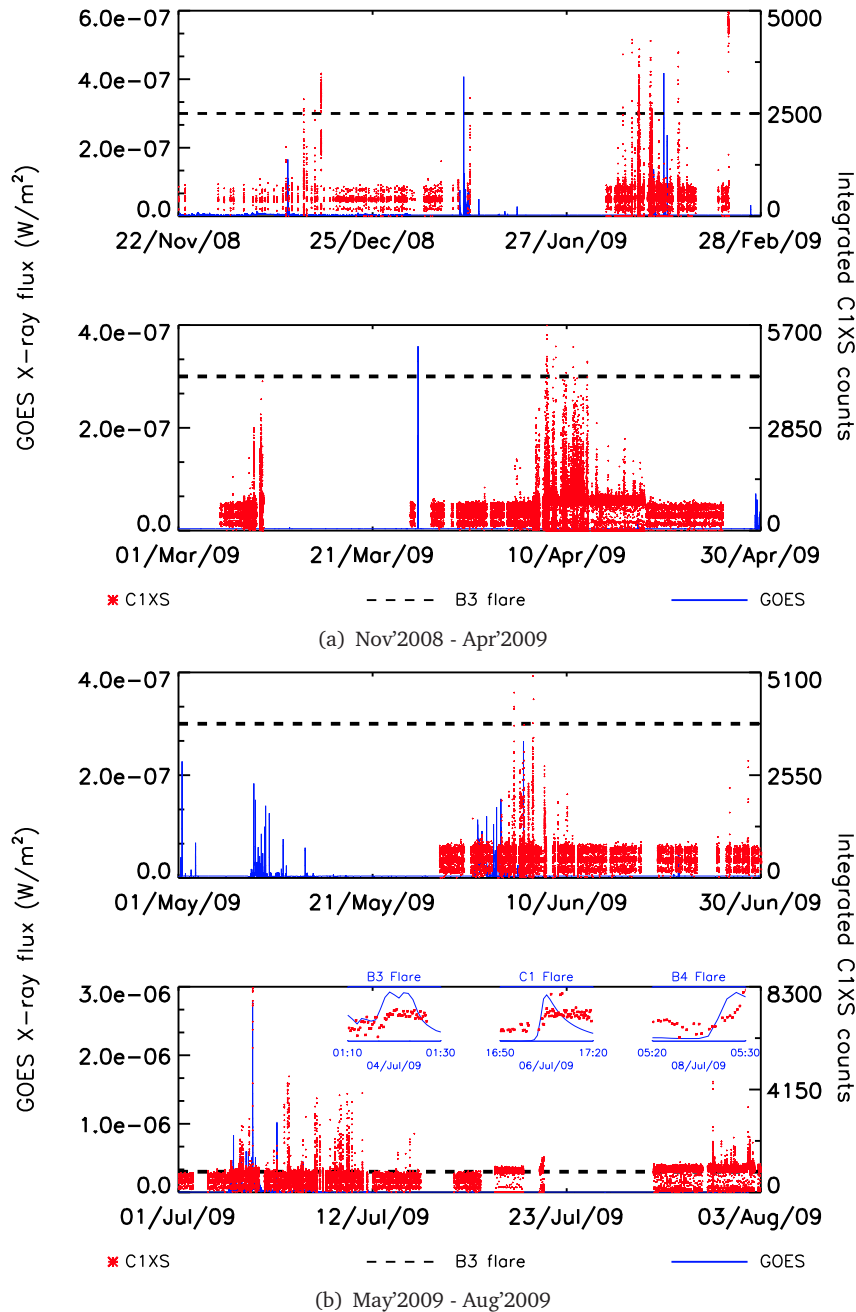 6.0e-07
4.0e-07
2.0e-07
0.0
5000
2500
0
22/Nov/08 25/Dec/08 27/Jan/09 28/Feb/09
GOES X-ray flux (W/m²)
Integrated C1XS counts
4.0e-07
2.0e-07
0.0
5700
2850
0
01/Mar/09 21/Mar/09 10/Apr/09 30/Apr/09
C1XS B3 flare GOES
(a) Nov'2008 - Apr'2009
4.0e-07
2.0e-07
0.0
5100
2550
0
01/May/09 21/May/09 10/Jun/09 30/Jun/09
GOES X-ray flux (W/m²)
Integrated C1XS counts
B3 Flare C1 Flare B4 Flare
01:10 01:30 16:50 17:20 05:20 05:30
04/Jul/09 06/Jul/09 08/Jul/09
3.0e-06
2.0e-06
1.0e-06
0.0
8300
4150
0
01/Jul/09 12/Jul/09 23/Jul/09 03/Aug/09
C1XS B3 flare GOES
(b) May'2009 - Aug'2009